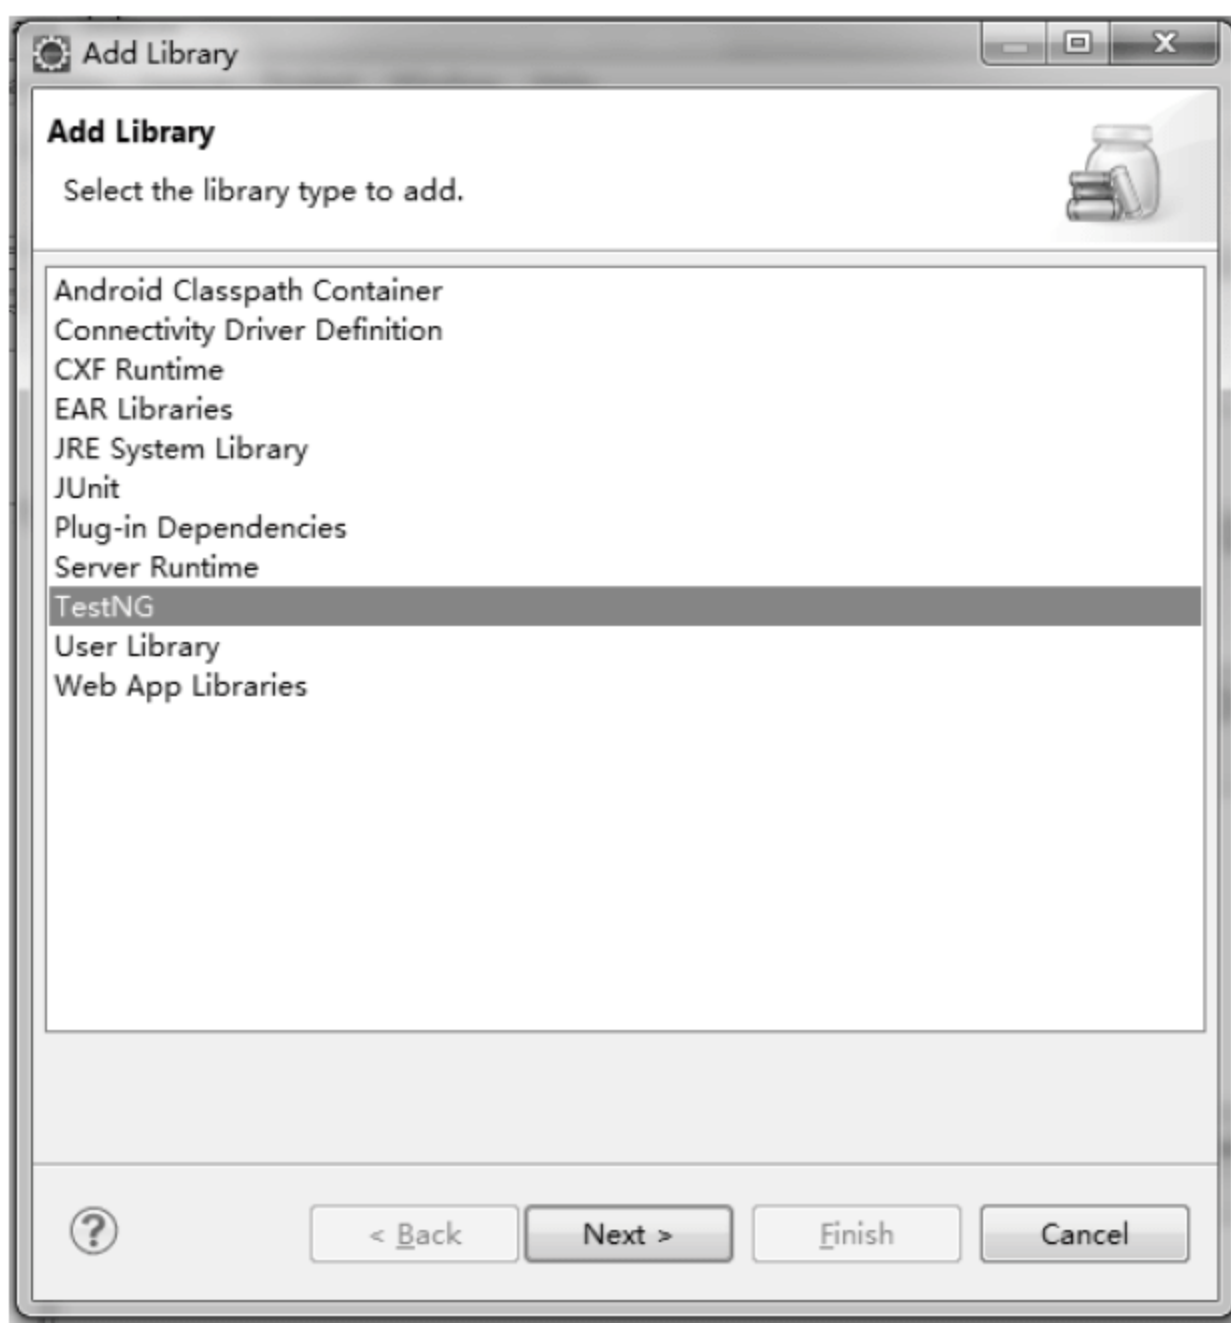 Add Library
Add Library
Select the library type to add.
Android Classpath Container
Connectivity Driver Definition
CXF Runtime
EAR Libraries
JRE System Library
JUnit
Plug-in Dependencies
Server Runtime
TestNG
User Library
Web App Libraries
? < Back Next > Finish Cancel